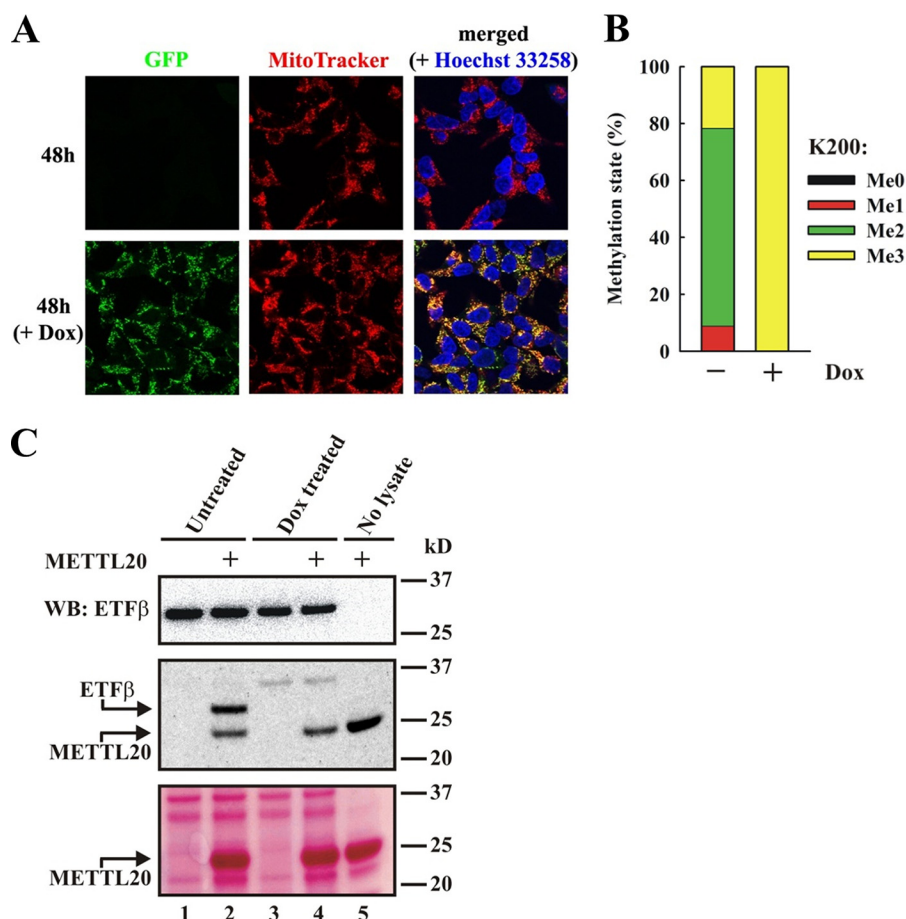 A
GFP
MitoTracker
merged
(+ Hoechst 33258)
48h
48h
(+ Dox)
B
100
80
60
40
20
0
Methylation state (%)
− + Dox
K200:
Me0
Me1
Me2
Me3
C
Untreated
Dox treated
No lysate
METTL20 + + +
kD
WB: ETFβ
37
25
ETFβ
METTL20
37
25
20
METTL20
37
25
20
1 2 3 4 5